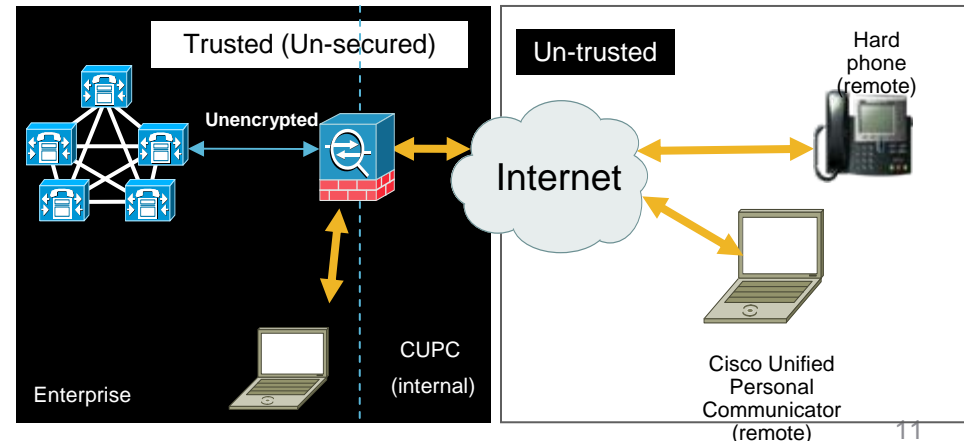 Trusted (Un-secured)
Un-trusted
Hard
phone
(remote)
Unencrypted
Internet
CUPC
(internal)
Enterprise
Cisco Unified
Personal
Communicator
(remote)
11